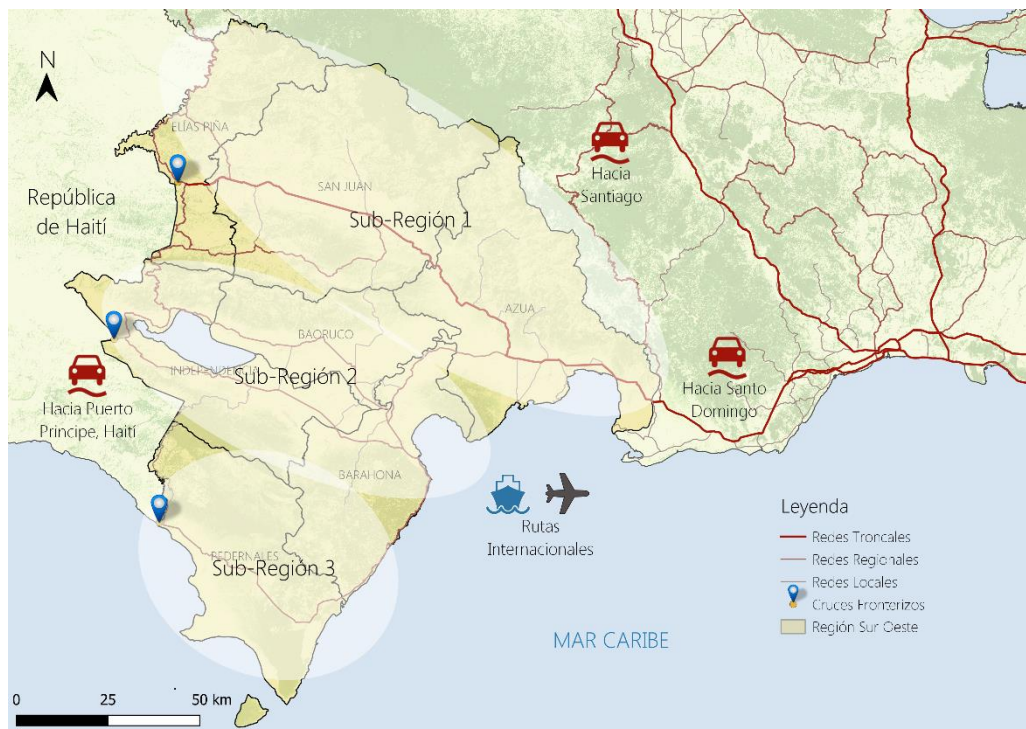 N
ELÍAS PIÑA
República
de Haití
SAN JUAN
Sub-Región 1
Hacia
Santiago
AZUA
BAORUCO
INDEPENDENCIA
Sub-Región 2
Hacia Puerto
Principe, Haití
Hacia Santo
Domingo
BARAHONA
Rutas
Internacionales
PEDERNALES
Sub-Región 3
MAR CARIBE
Leyenda
Redes Troncales
Redes Regionales
Redes Locales
Cruces Fronterizos
Región Sur Oeste
0 25 50 km